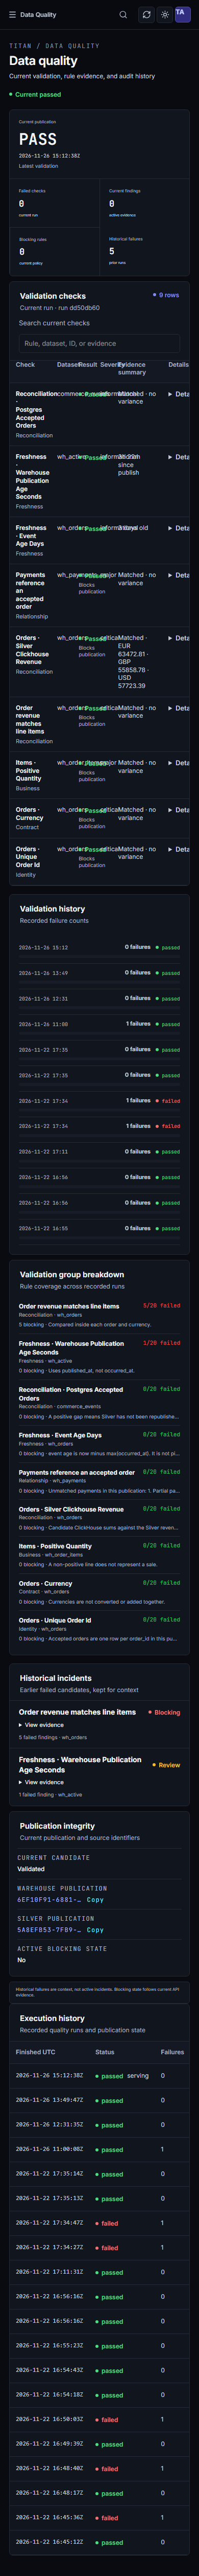 Data Quality
TA
TITAN / DATA QUALITY
Data quality
Current validation, rule evidence, and audit history
Current passed
Current publication
PASS
2026-11-26 15:12:38Z
Latest validation
Failed checks
0
current run
Current findings
0
active evidence
Blocking rules
0
current policy
Historical failures
5
prior runs
Validation checks
9 rows
Current run · run dd50db60
Search current checks
Rule, dataset, ID, or evidence
Check Dataset Result Severity Evidence summary Details
Reconciliation · Postgres Accepted Orders
Reconciliation
Passed
Matched · no variance
Freshness · Warehouse Publication Age Seconds
Freshness
wh_active
Passed
since publish
Freshness · Event Age Days
Freshness
Passed
old
Payments reference an accepted order
Relationship
wh_payments
Passed
Blocks publication
major
Matched · no variance
Orders · Silver Clickhouse Revenue
Reconciliation
Passed
Blocks publication
critical
Matched · EUR 63472.81 · GBP 55858.78 · USD 57723.39
Order revenue matches line items
Reconciliation
Passed
Blocks publication
critical
Matched · no variance
Items · Positive Quantity
Business
Passed
Blocks publication
major
Matched · no variance
Orders · Currency
Contract
Passed
Blocks publication
critical
Matched · no variance
Orders · Unique Order Id
Identity
Passed
Blocks publication
critical
Matched · no variance
Validation history
Recorded failure counts
2026-11-26 15:12 0 failures passed
2026-11-26 13:49 0 failures passed
2026-11-26 12:31 0 failures passed
2026-11-26 11:00 1 failures passed
2026-11-22 17:35 0 failures passed
2026-11-22 17:35 0 failures passed
2026-11-22 17:34 1 failures failed
2026-11-22 17:34 1 failures failed
2026-11-22 17:11 0 failures passed
2026-11-22 16:56 0 failures passed
2026-11-22 16:56 0 failures passed
2026-11-22 16:55 0 failures passed
Validation group breakdown
Rule coverage across recorded runs
Order revenue matches line items 5/20 failed
Reconciliation · wh_orders
5 blocking · Compared inside each order and currency.
Freshness · Warehouse Publication Age Seconds 1/20 failed
Freshness · wh_active
0 blocking · Uses published_at, not occurred_at.
Reconciliation · Postgres Accepted Orders 0/20 failed
Reconciliation · commerce_events
0 blocking · A positive gap means Silver has not been republishe…
Freshness · Event Age Days 0/20 failed
Freshness · wh_orders
0 blocking · event age is now minus max(occurred_at). It is not pi…
Payments reference an accepted order 0/20 failed
Relationship · wh_payments
0 blocking · Unmatched payments in this publication: 1. Partial pa…
Orders · Silver Clickhouse Revenue 0/20 failed
Reconciliation · wh_orders
0 blocking · Candidate ClickHouse sums against the Silver reven…
Items · Positive Quantity 0/20 failed
Business · wh_order_items
0 blocking · A non-positive line does not represent a sale.
Orders · Currency 0/20 failed
Contract · wh_orders
0 blocking · Currencies are not converted or added together.
Orders · Unique Order Id 0/20 failed
Identity · wh_orders
0 blocking · Accepted orders are one row per order_id in this pu…
Historical incidents
Earlier failed candidates, kept for context
Order revenue matches line items Blocking
View evidence
5 failed findings · wh_orders
Freshness · Warehouse Publication Age Seconds Review
View evidence
1 failed finding · wh_active
Publication integrity
Current publication and source identifiers
CURRENT CANDIDATE
Validated
WAREHOUSE PUBLICATION
6EF10F91-6881-… Copy
SILVER PUBLICATION
5A8EFB53-7FB9-… Copy
ACTIVE BLOCKING STATE
No
Historical failures are context, not active incidents. Blocking state follows current API evidence.
Execution history
Recorded quality runs and publication state
Finished UTC Status Failures
2026-11-26 15:12:38Z passed serving 0
2026-11-26 13:49:47Z passed 0
2026-11-26 12:31:35Z passed 0
2026-11-26 11:00:08Z passed 1
2026-11-22 17:35:14Z passed 0
2026-11-22 17:35:13Z passed 0
2026-11-22 17:34:47Z failed 1
2026-11-22 17:34:27Z failed 1
2026-11-22 17:11:31Z passed 0
2026-11-22 16:56:16Z passed 0
2026-11-22 16:56:16Z passed 0
2026-11-22 16:55:23Z passed 0
2026-11-22 16:54:43Z passed 0
2026-11-22 16:54:18Z passed 0
2026-11-22 16:50:03Z failed 1
2026-11-22 16:49:39Z passed 0
2026-11-22 16:48:40Z failed 1
2026-11-22 16:48:17Z passed 0
2026-11-22 16:45:36Z failed 1
2026-11-22 16:45:12Z passed 0